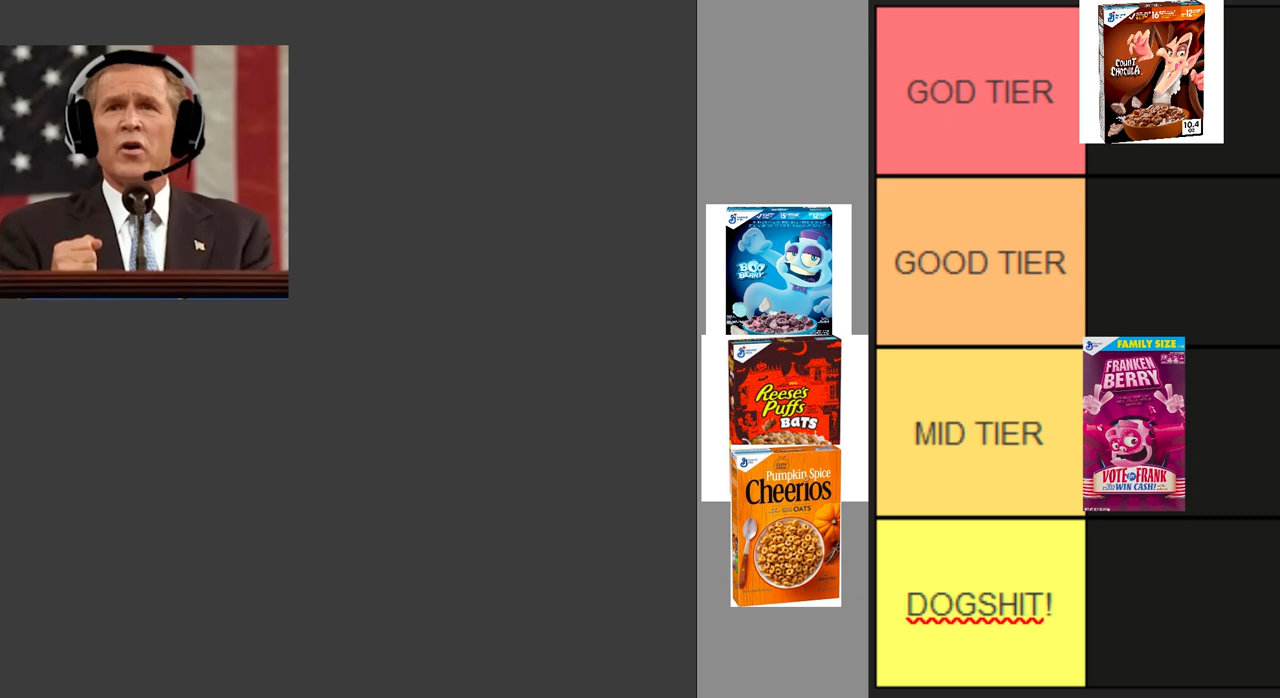 GOD TIER
COUNT
CHOCULA
10.4
OZ
GOOD TIER
BOO
BERRY
MID TIER
FAMILY SIZE
FRANKEN
BERRY
VOTE FRANK
WIN CASH!
Reese's
Puffs
BATS
Pumpkin Spice
Cheerios
OATS
DOGSHIT!